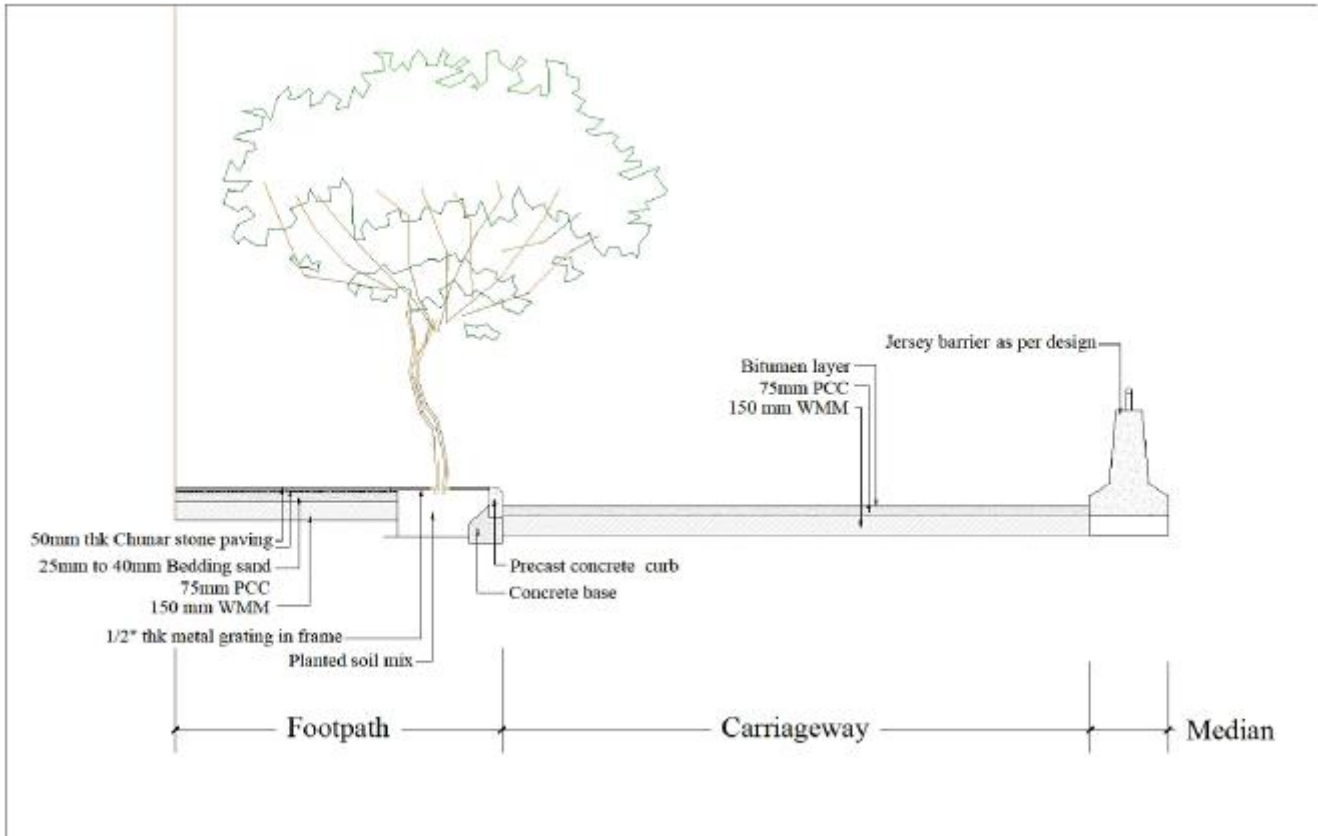 Jersey barrier as per design
Bitumen layer
75mm PCC
150 mm WMM
50mm thk Chunar stone paving
25mm to 40mm Bedding sand
75mm PCC
150 mm WMM
1/2" thk metal grating in frame
Planted soil mix
Precast concrete curb
Concrete base
Footpath
Carriageway
Median